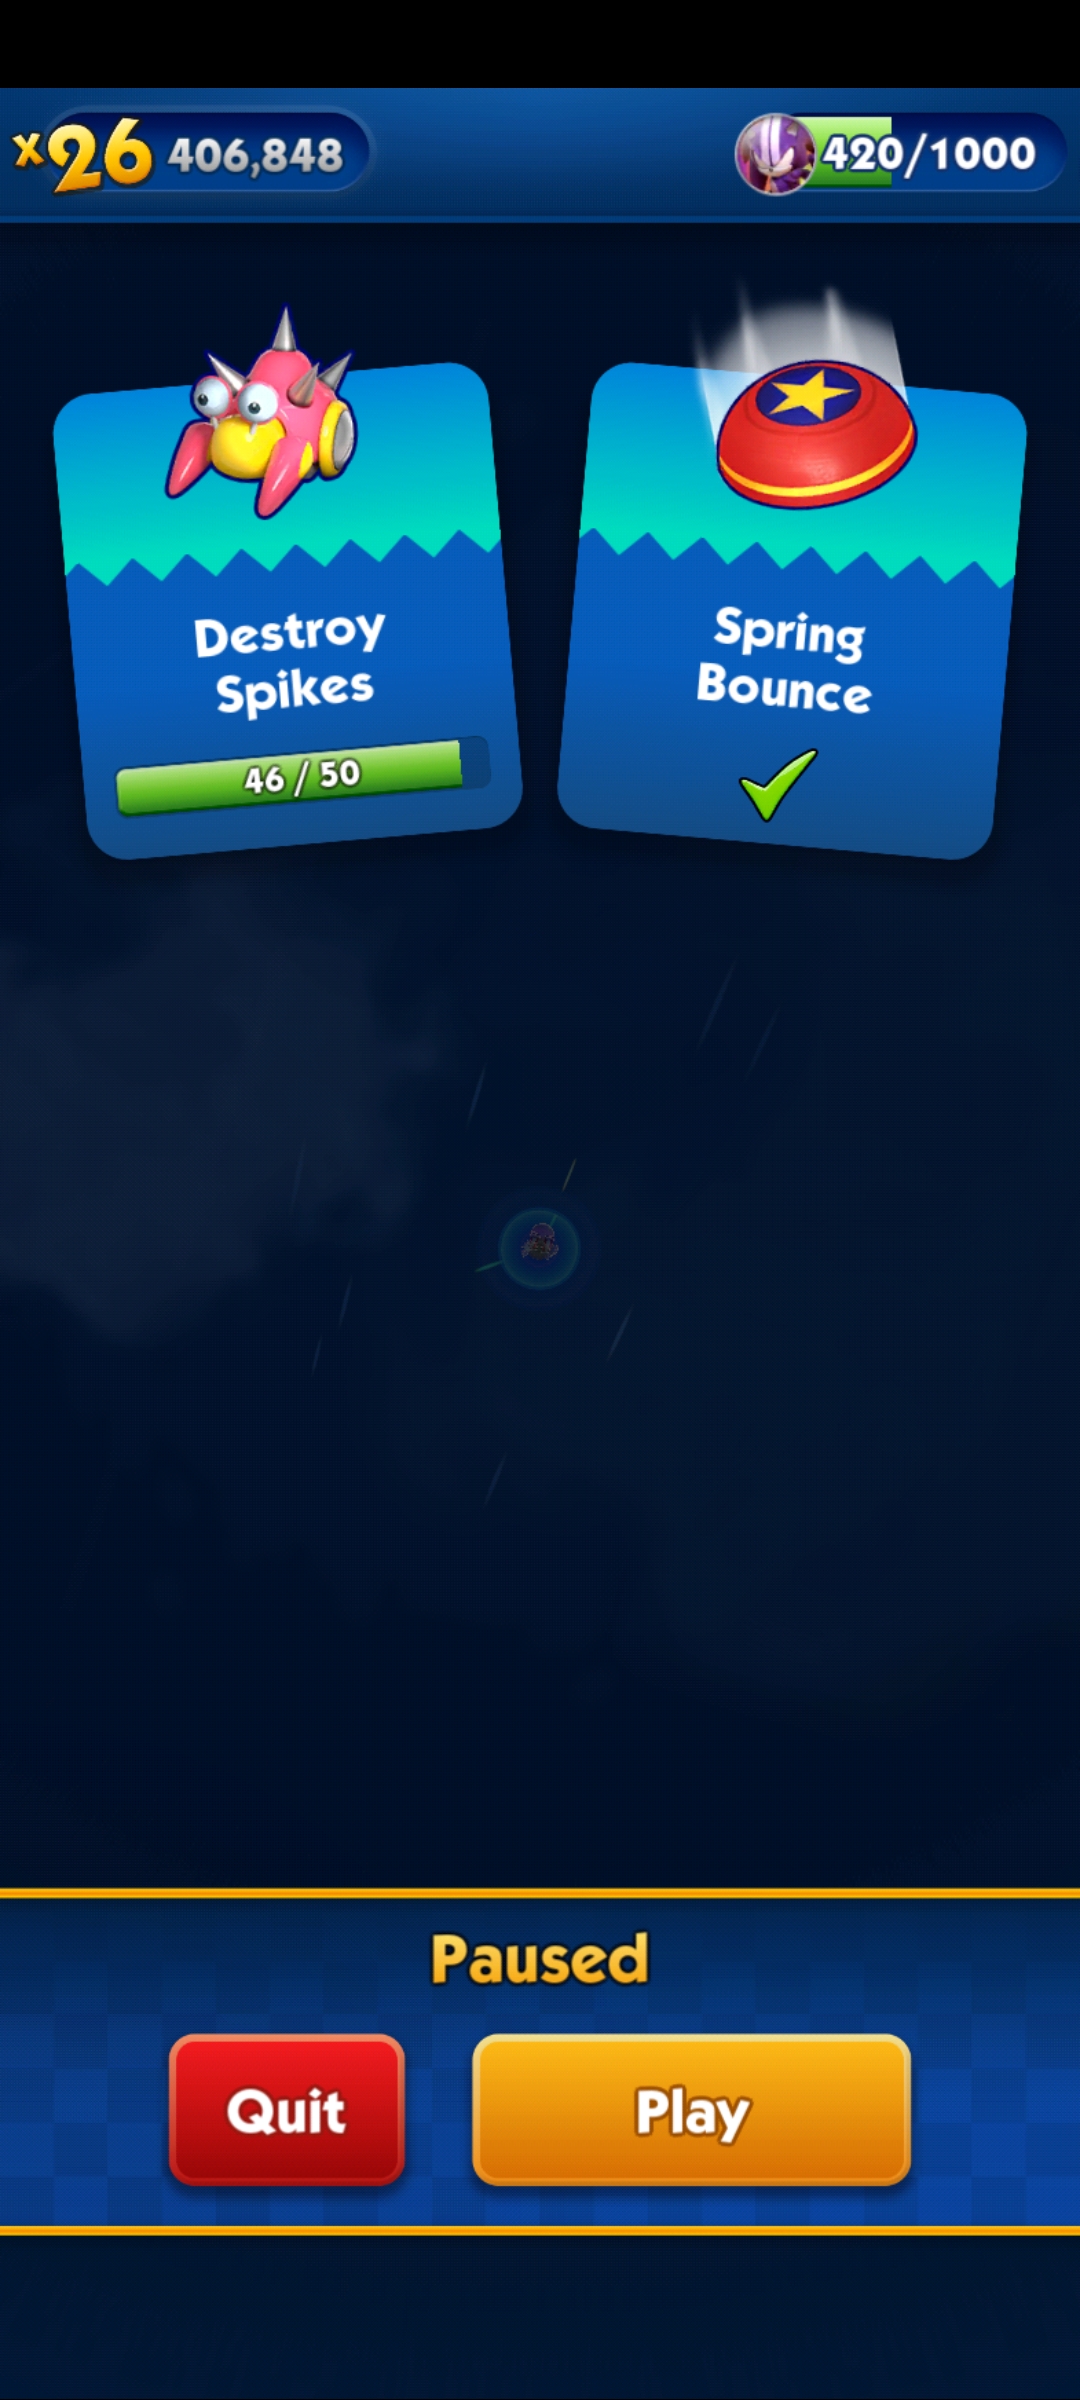 x26 406,848
420/1000
Destroy
Spikes
46 / 50
Spring
Bounce
Paused
Quit
Play